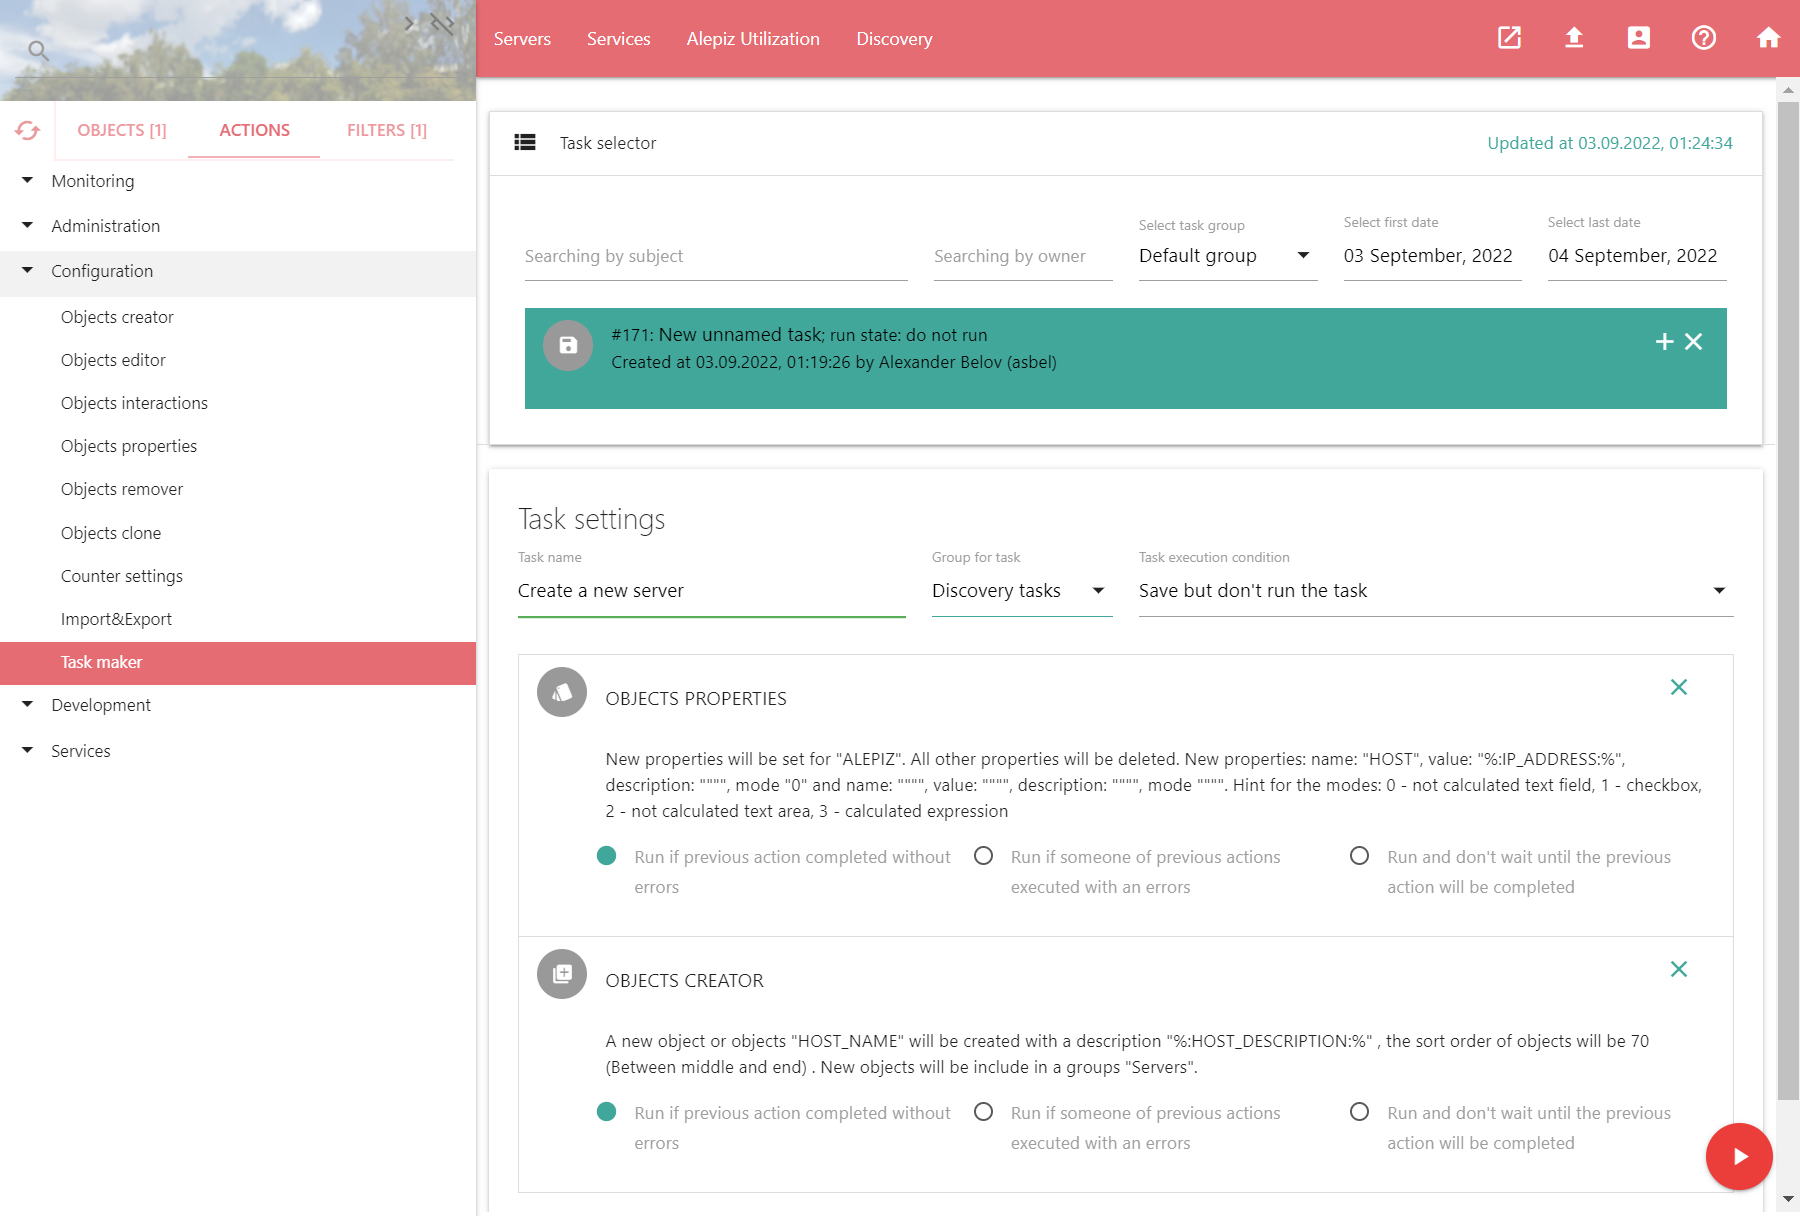 Servers
Services
Alepiz Utilization
Discovery
OBJECTS [1]
ACTIONS
FILTERS [1]
Monitoring
Administration
Configuration
Objects creator
Objects editor
Objects interactions
Objects properties
Objects remover
Objects clone
Counter settings
Import&Export
Task maker
Development
Services
Task selector
Updated at 03.09.2022, 01:24:34
Searching by subject
Searching by owner
Select task group
Default group
Select first date
03 September, 2022
Select last date
04 September, 2022
#171: New unnamed task; run state: do not run
Created at 03.09.2022, 01:19:26 by Alexander Belov (asbel)
Task settings
Task name
Create a new server
Group for task
Discovery tasks
Task execution condition
Save but don't run the task
OBJECTS PROPERTIES
New properties will be set for "ALEPIZ". All other properties will be deleted. New properties: name: "HOST", value: "%:IP_ADDRESS:%",
description: """", mode "0" and name: """", value: """", description: """", mode """". Hint for the modes: 0 - not calculated text field, 1 - checkbox,
2 - not calculated text area, 3 - calculated expression
Run if previous action completed without
errors
Run if someone of previous actions
executed with an errors
Run and don't wait until the previous
action will be completed
OBJECTS CREATOR
A new object or objects "HOST_NAME" will be created with a description "%:HOST_DESCRIPTION:%" , the sort order of objects will be 70
(Between middle and end) . New objects will be include in a groups "Servers".
Run if previous action completed without
errors
Run if someone of previous actions
executed with an errors
Run and don't wait until the previous
action will be completed